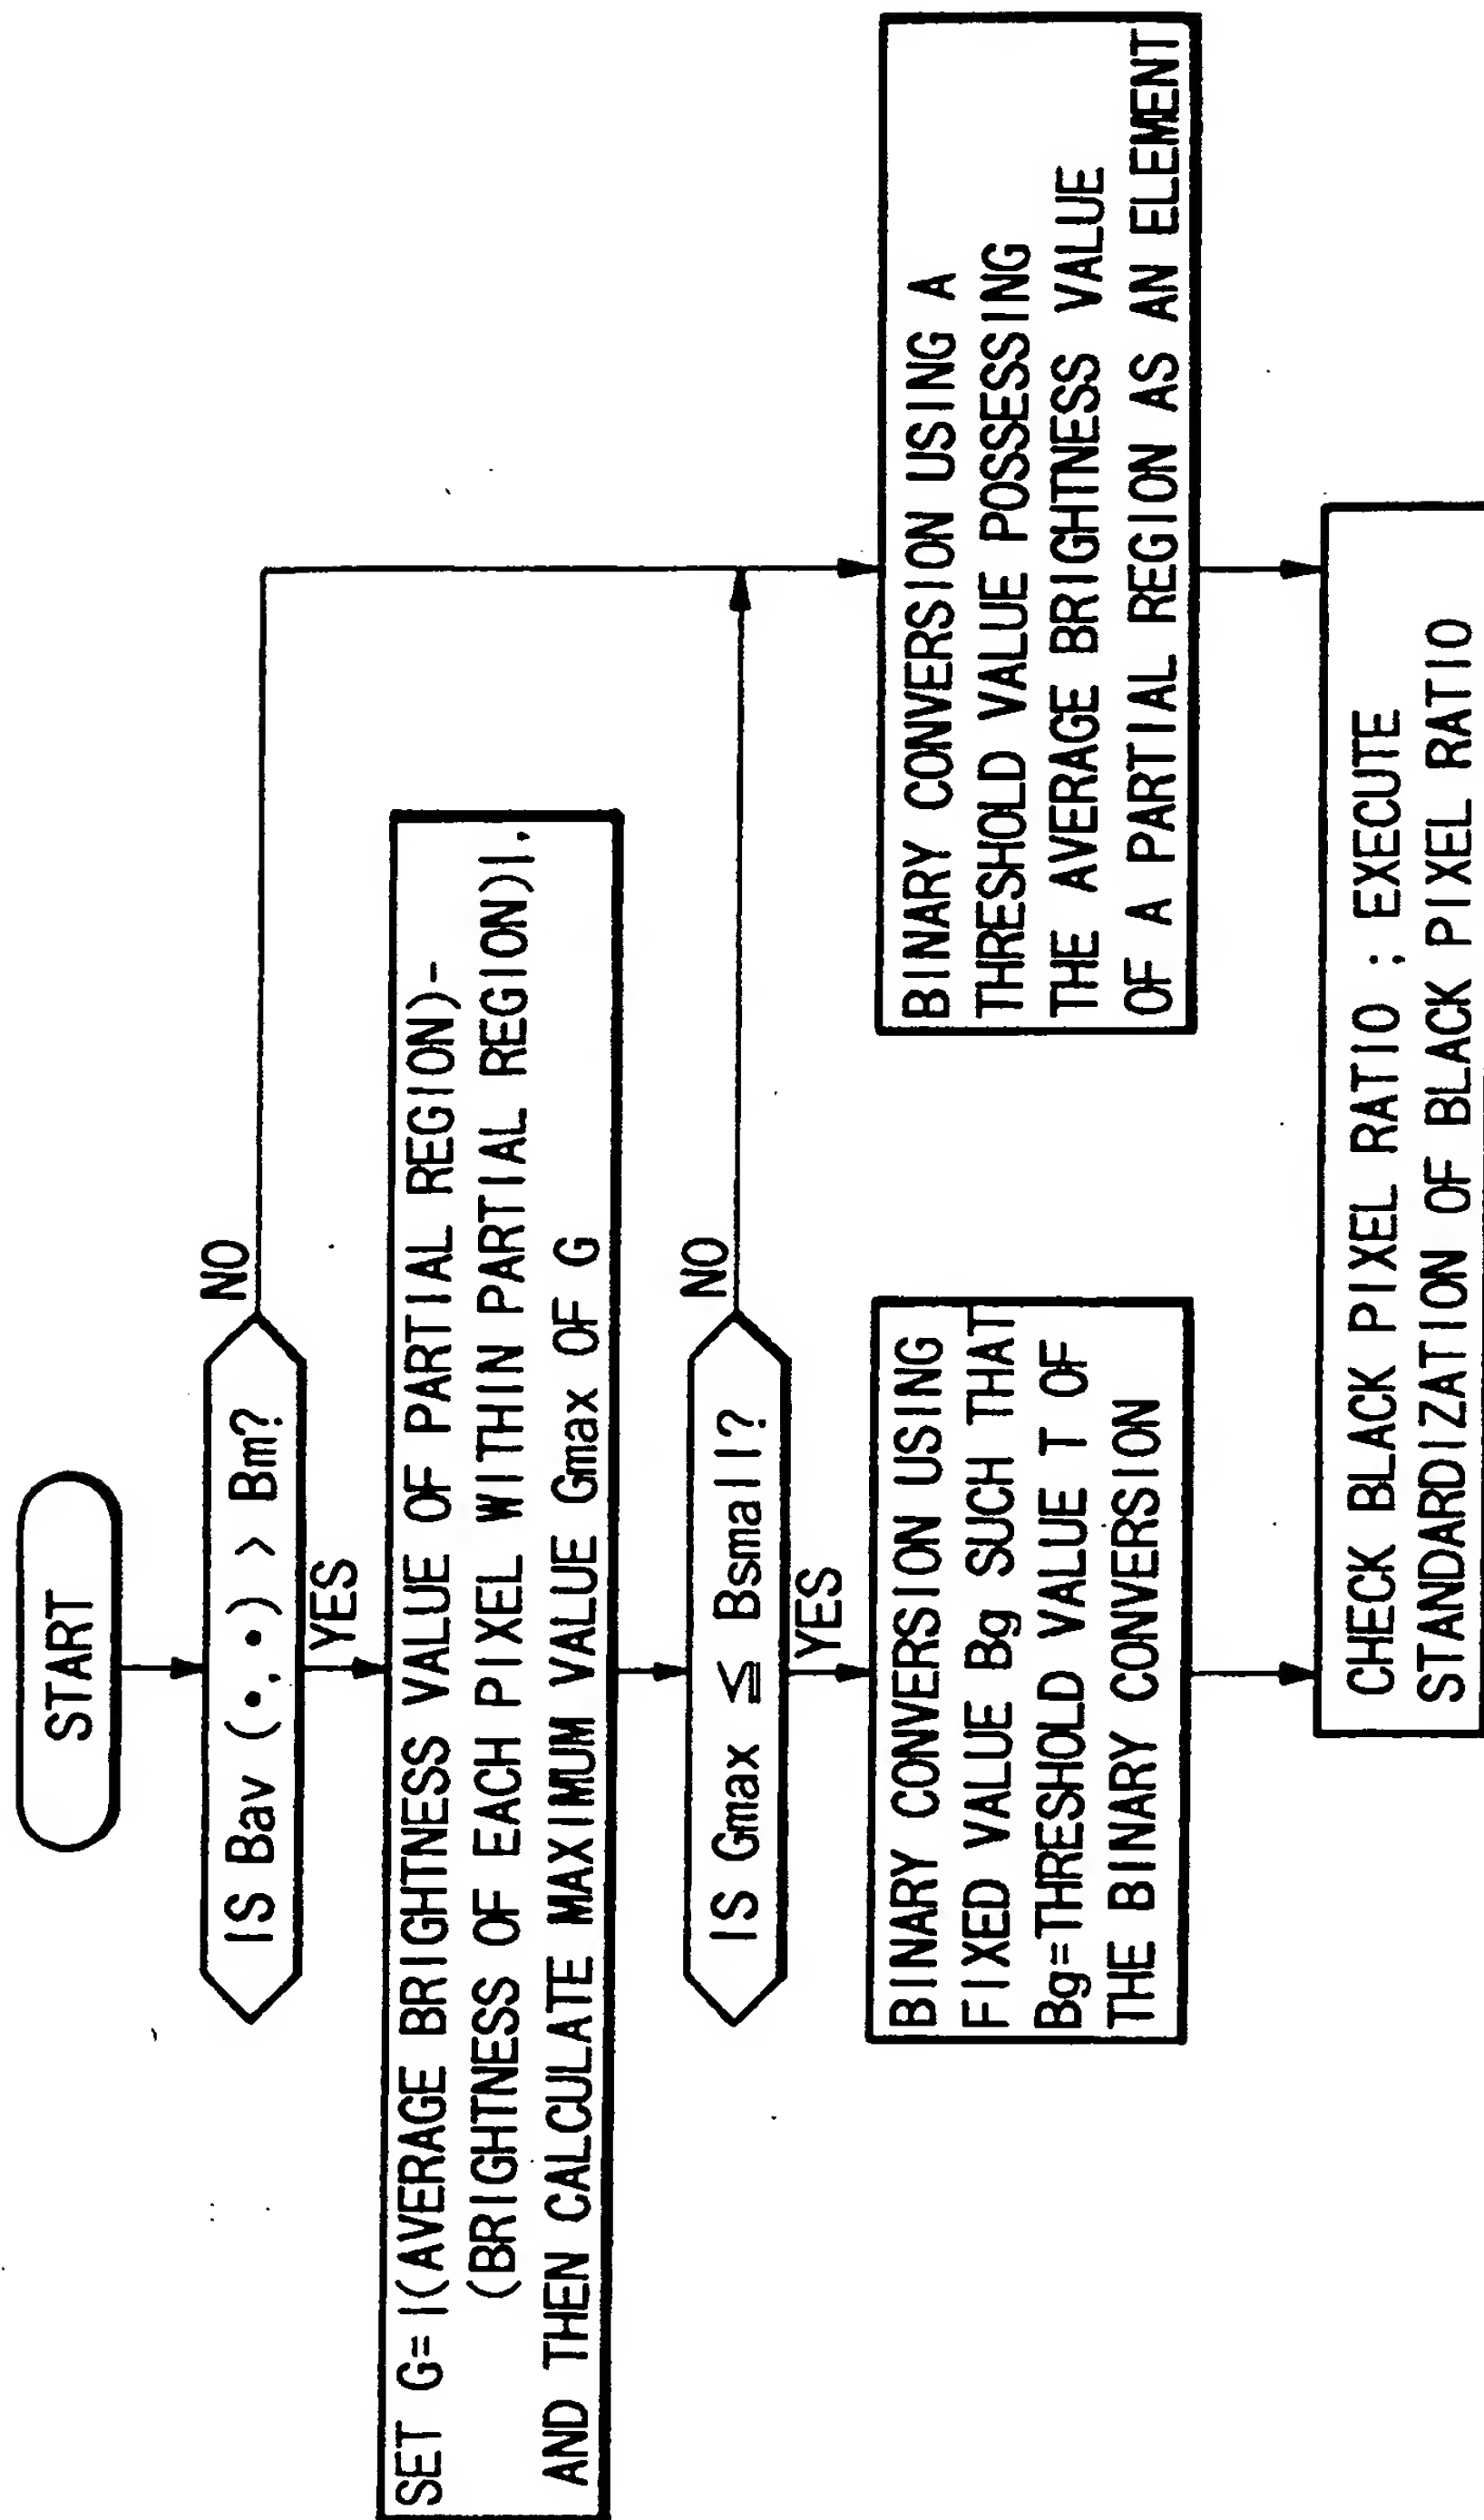 START
IS Bav (•,•) > Bm?
NO
YES
SET G=|(AVERAGE BRIGHTNESS VALUE OF PARTIAL REGION)-
(BRIGHTNESS OF EACH PIXEL WITHIN PARTIAL REGION)|,
AND THEN CALCULATE MAXIMUM VALUE Gmax OF G
IS Gmax ≦ Bsmall?
NO
YES
BINARY CONVERSION USING
FIXED VALUE Bg SUCH THAT
Bg=THRESHOLD VALUE T OF
THE BINARY CONVERSION
BINARY CONVERSION USING A
THRESHOLD VALUE POSSESSING
THE AVERAGE BRIGHTNESS VALUE
OF A PARTIAL REGION AS AN ELEMENT
CHECK BLACK PIXEL RATIO : EXECUTE
STANDARDIZATION OF BLACK PIXEL RATIO